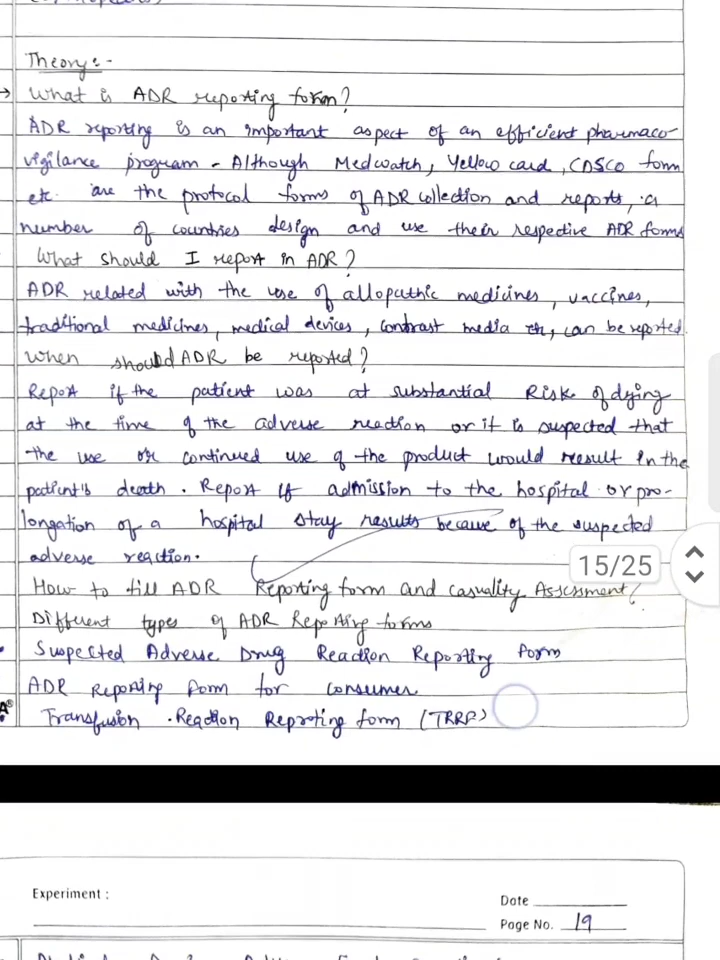 Theory :-
What is ADR reporting form?
ADR reporting is an important aspect of an efficient pharmaco-
vigilance program - Although Medwatch, Yellow card, CDSCO form
etc. are the protocol forms of ADR collection and reports, a
number of countries design and use their respective ADR forms
What should I report in ADR?
ADR related with the use of allopathic medicines, vaccines,
traditional medicines, medical devices, contrast media etc, can be reported.
When should ADR be reported?
Report if the patient was at substantial Risk of dying
at the time of the adverse reaction or it is suspected that
the use or continued use of the product would result in the
patient's death. Report if admission to the hospital or pro-
longation of a hospital stay results because of the suspected
adverse reaction.
15/25
How to fill ADR Reporting form and casuality Assessment?
Different types of ADR Reporting forms
Suspected Adverse Drug Reaction Reporting form
ADR Reporting form for consumer
Transfusion Reaction Reproting form (TRRF)
Experiment :
Date
Page No. 19